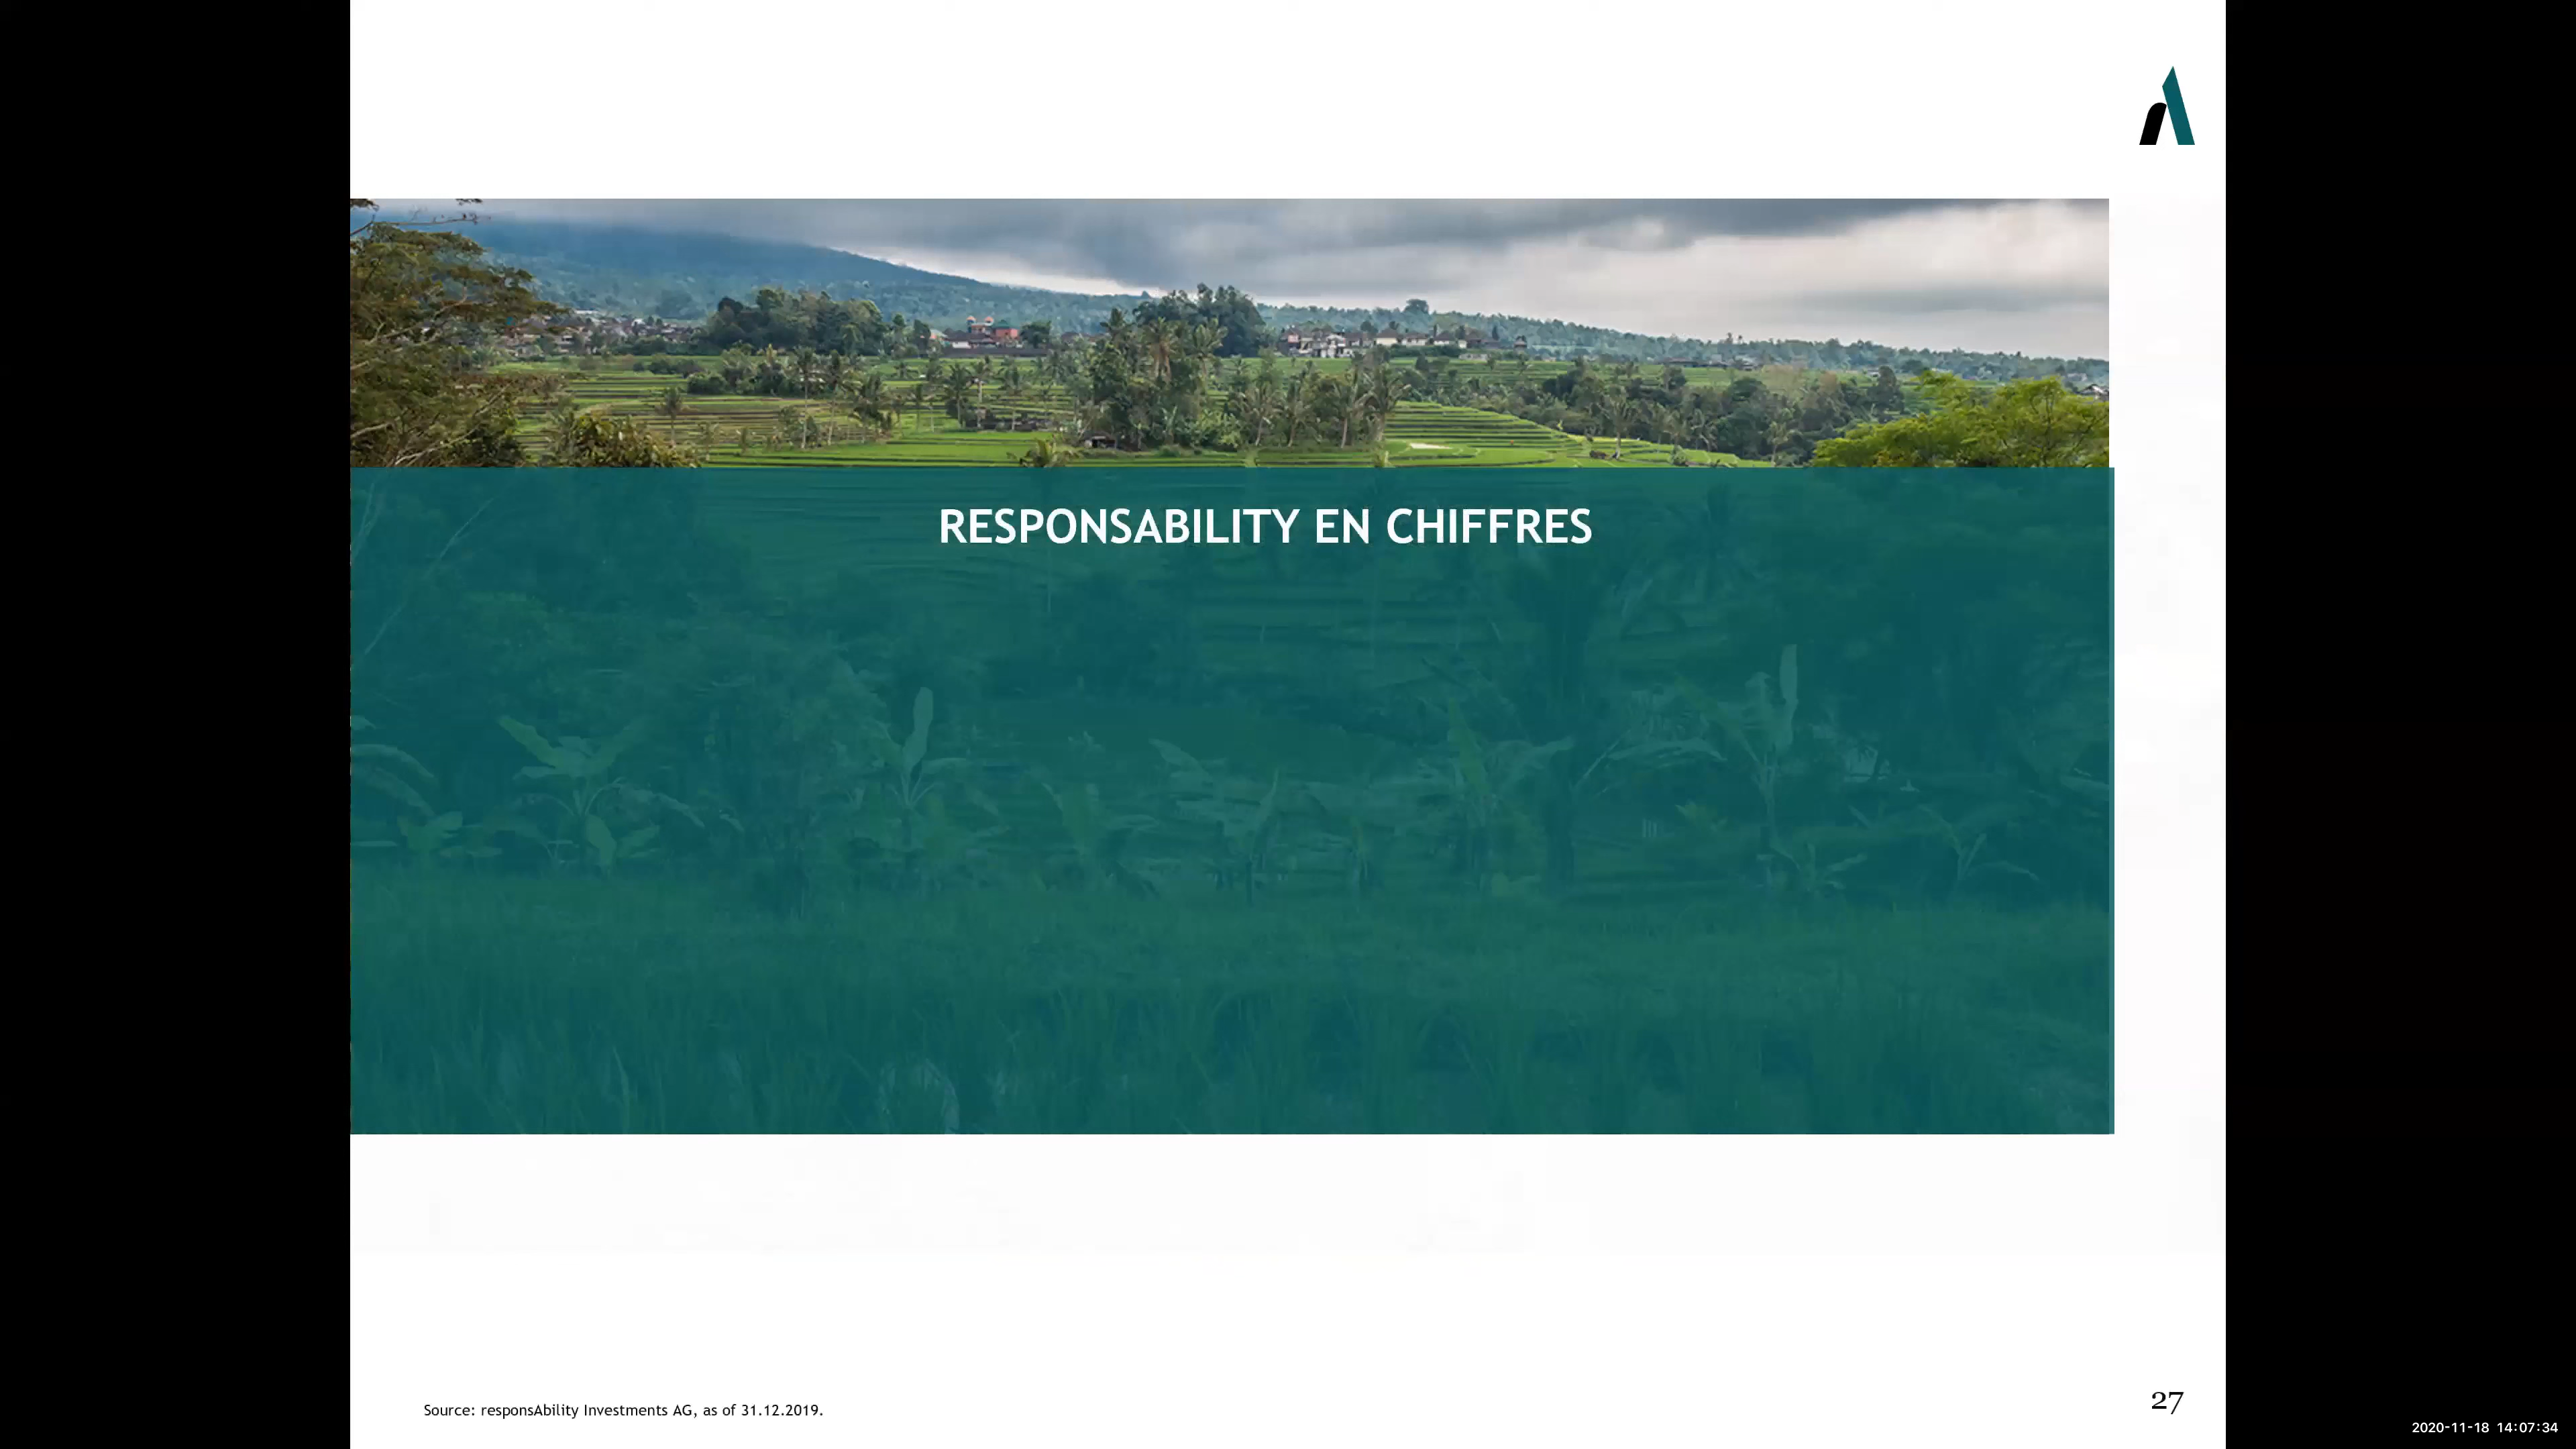 RESPONSABILITY EN CHIFFRES
Source: responsAbility Investments AG, as of 31.12.2019.
27
2020-11-18 14:07:34